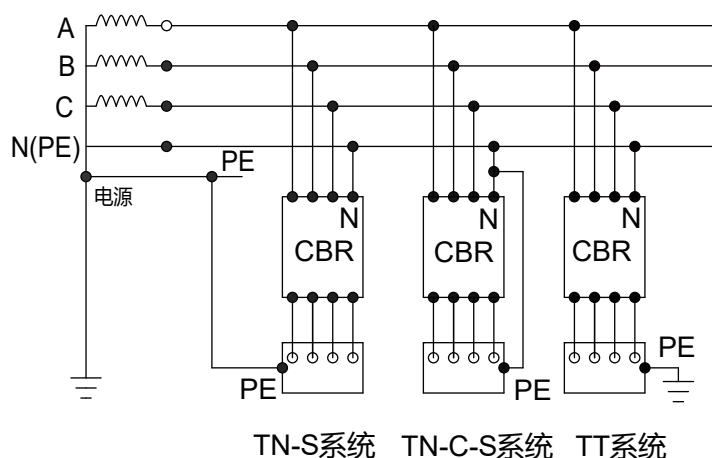 A
B
C
N(PE)
PE
电源
N
N
N
CBR
CBR
CBR
PE
PE
PE
TN-S系统
TN-C-S系统
TT系统